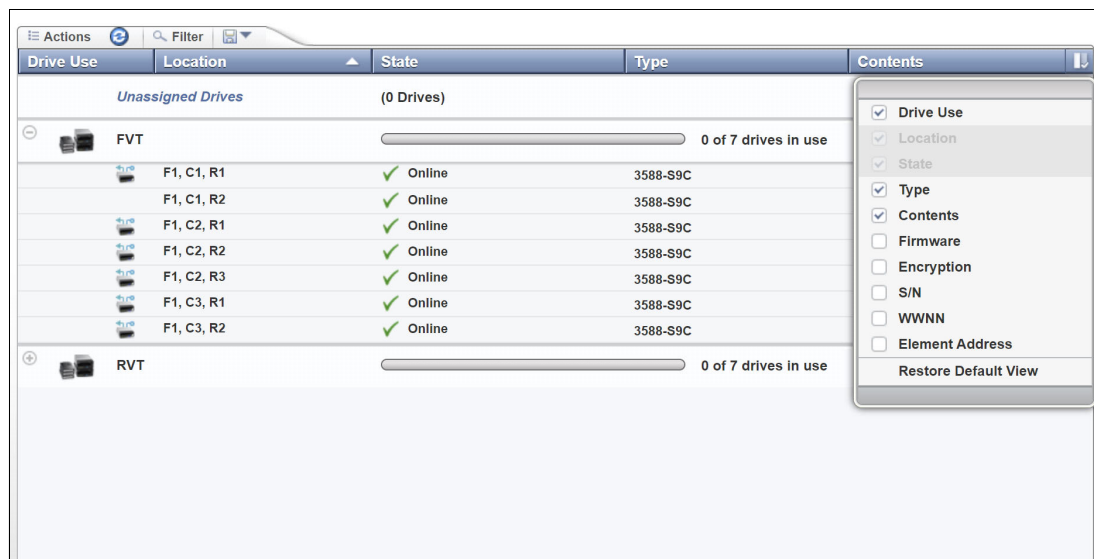 Actions Filter
Drive Use Location State Type Contents
Unassigned Drives (0 Drives)
FVT 0 of 7 drives in use
F1, C1, R1 Online 3588-S9C
F1, C1, R2 Online 3588-S9C
F1, C2, R1 Online 3588-S9C
F1, C2, R2 Online 3588-S9C
F1, C2, R3 Online 3588-S9C
F1, C3, R1 Online 3588-S9C
F1, C3, R2 Online 3588-S9C
RVT 0 of 7 drives in use
Drive Use
Location
State
Type
Contents
Firmware
Encryption
S/N
WWNN
Element Address
Restore Default View